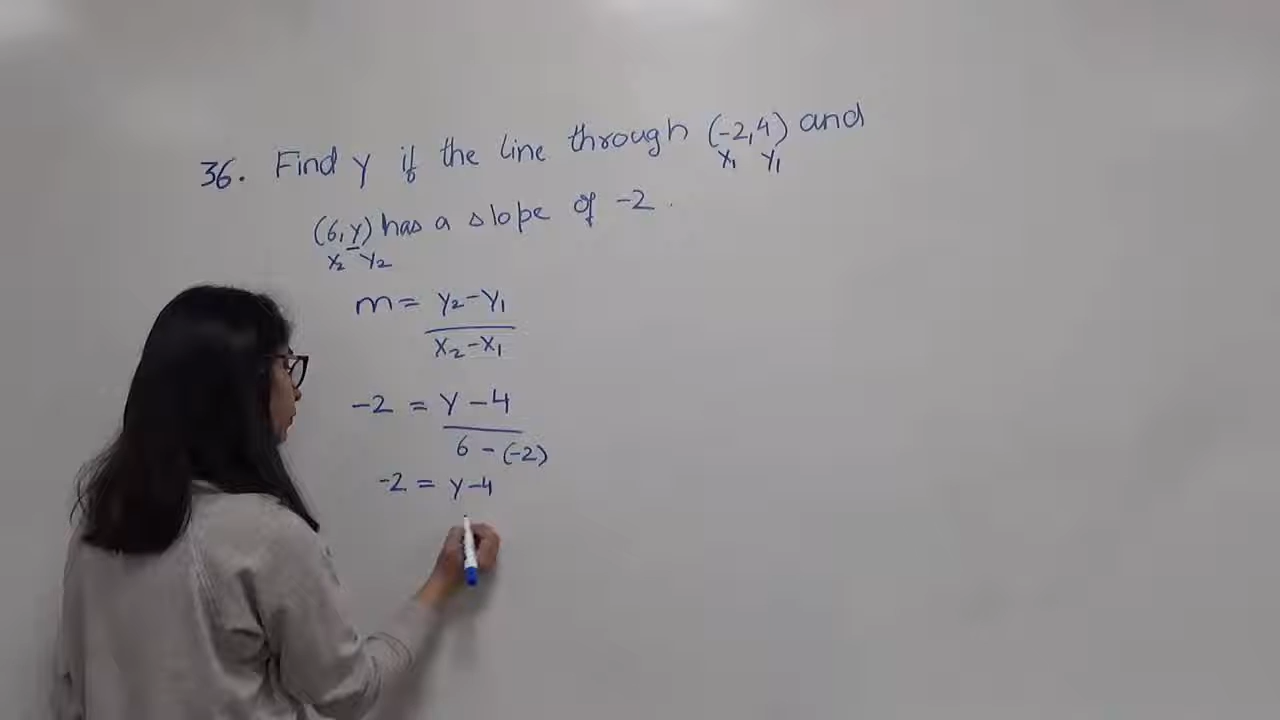 36. Find y if the line through (-2,4) and
x₁ y₁
(6,y) has a slope of -2.
x₂ y₂
m = y₂-y₁
x₂-x₁
-2 = y-4
6-(-2)
-2 = y-4